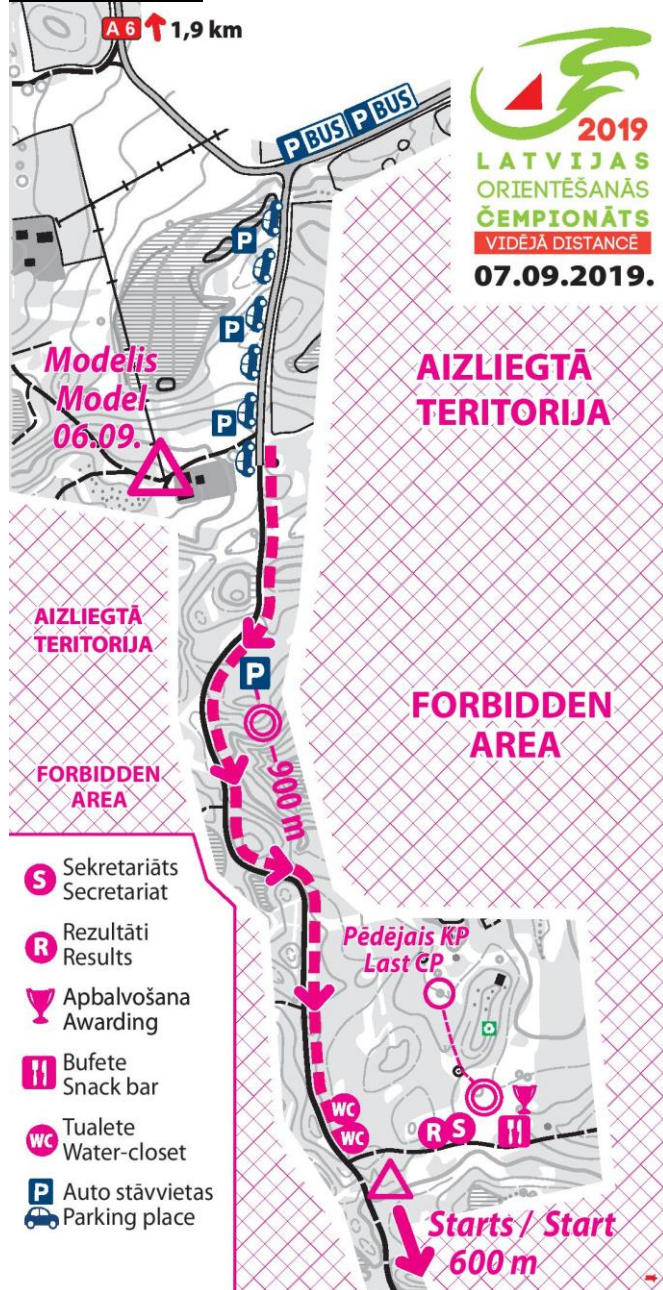 A 6 1,9 km
P BUS P BUS
2019
LATVIJAS
ORIENTĒŠANĀS
ČEMPIONĀTS
VIDĒJĀ DISTANCĒ
07.09.2019.
P
P
P
Modelis
Model
06.09.
AIZLIEGTĀ
TERITORIJA
AIZLIEGTĀ
TERITORIJA
P
900 m
FORBIDDEN
AREA
FORBIDDEN
AREA
S Sekretariāts
Secretariat
R Rezultāti
Results
Apbalvošana
Awarding
Bufete
Snack bar
WC Tualete
Water-closet
P Auto stāvvietas
Parking place
Pēdējais KP
Last CP
WC
WC
R S
Starts / Start
600 m